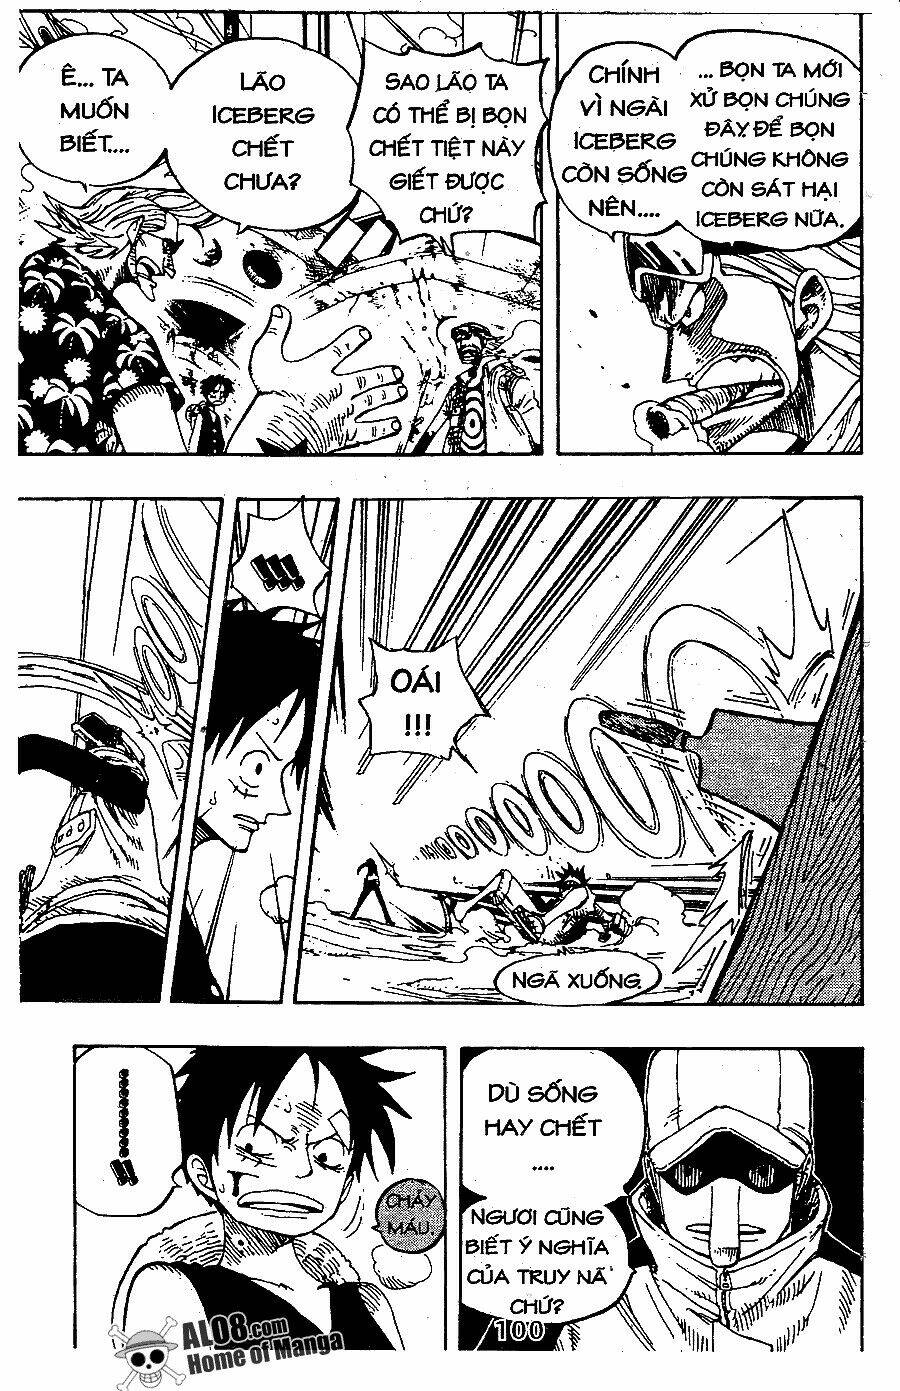 Ê... TA
MUỐN
BIẾT....
LÃO
ICEBERG
CHẾT
CHƯA?
SAO LÃO TA
CÓ THỂ BỊ BỌN
CHẾT TIỆT NÀY
GIẾT ĐƯỢC
CHỨ?
CHÍNH
VÌ NGÀI
ICEBERG
CÒN SỐNG
NÊN....
... BỌN TA MỚI
XỬ BỌN CHÚNG
ĐÂY ĐỂ BỌN
CHÚNG KHÔNG
CÒN SÁT HẠI
ICEBERG NỮA.
!!!!
OÁI
!!!
NGÃ XUỐNG.
.........!!!
CHẢY
MÁU.
DÙ SỐNG
HAY CHẾT
....
NGƯƠI CŨNG
BIẾT Ý NGHĨA
CỦA TRUY NÃ
CHỨ?
100
ALO8.com
Home of Manga